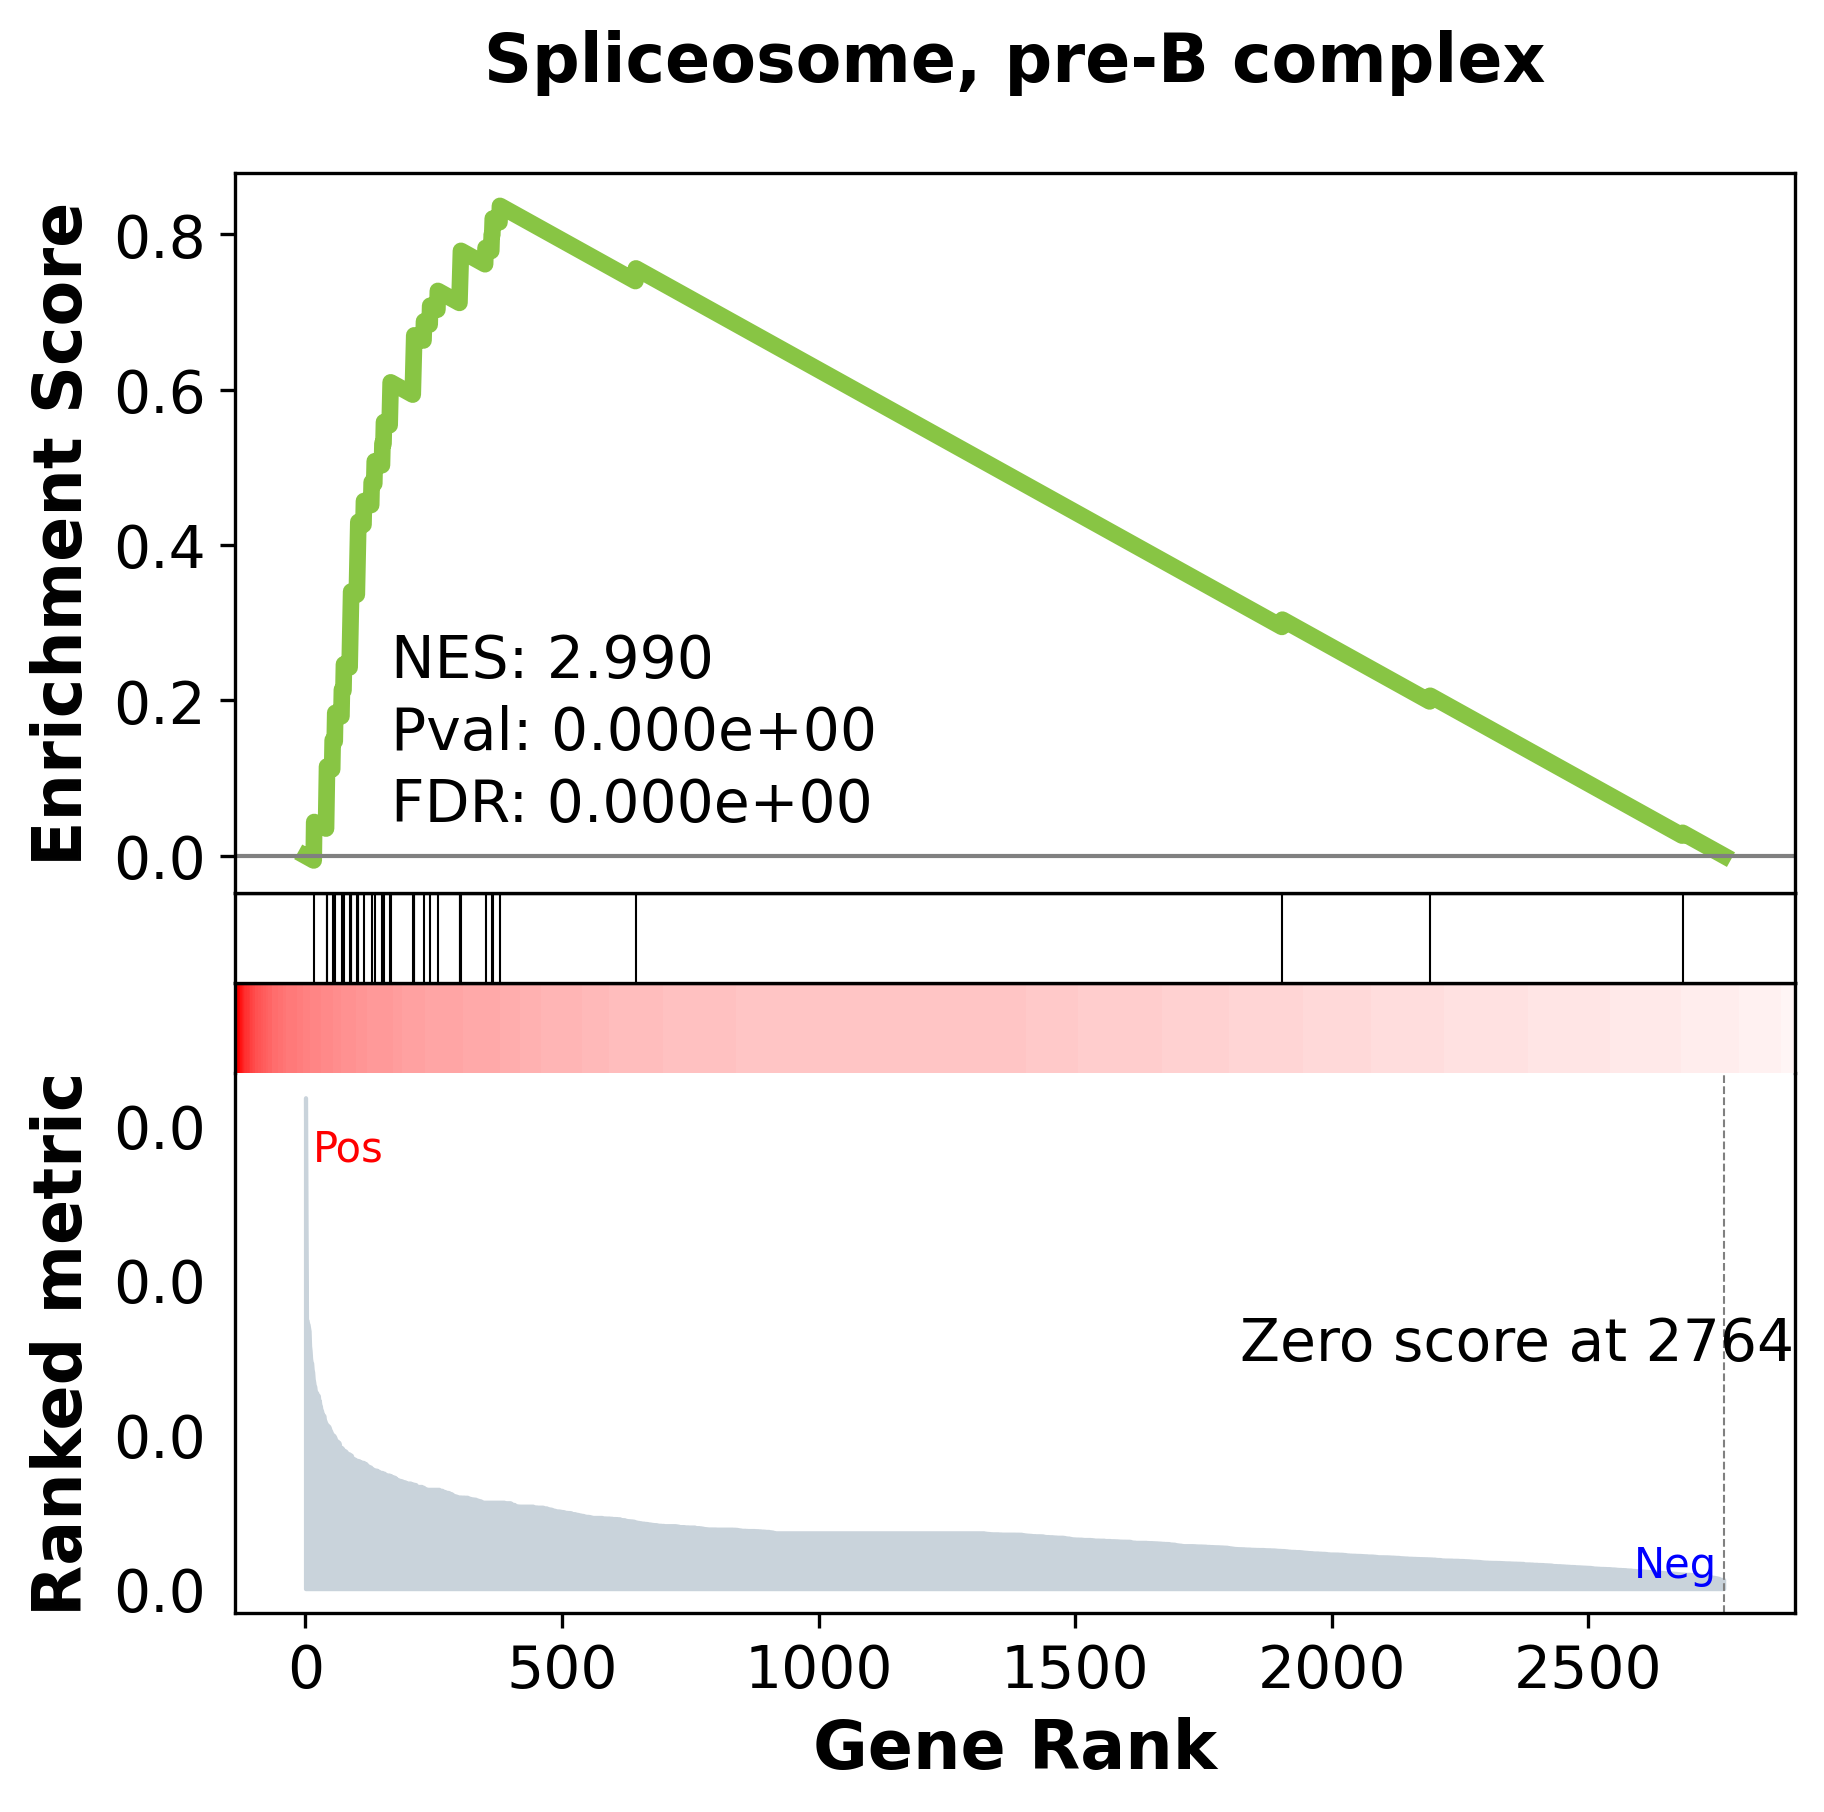 Spliceosome, pre-B complex
Enrichment Score
0.8
0.6
0.4
0.2
0.0
NES: 2.990
Pval: 0.000e+00
FDR: 0.000e+00
Ranked metric
0.0
0.0
0.0
0.0
Pos
Zero score at 2764
Neg
0
500
1000
1500
2000
2500
Gene Rank